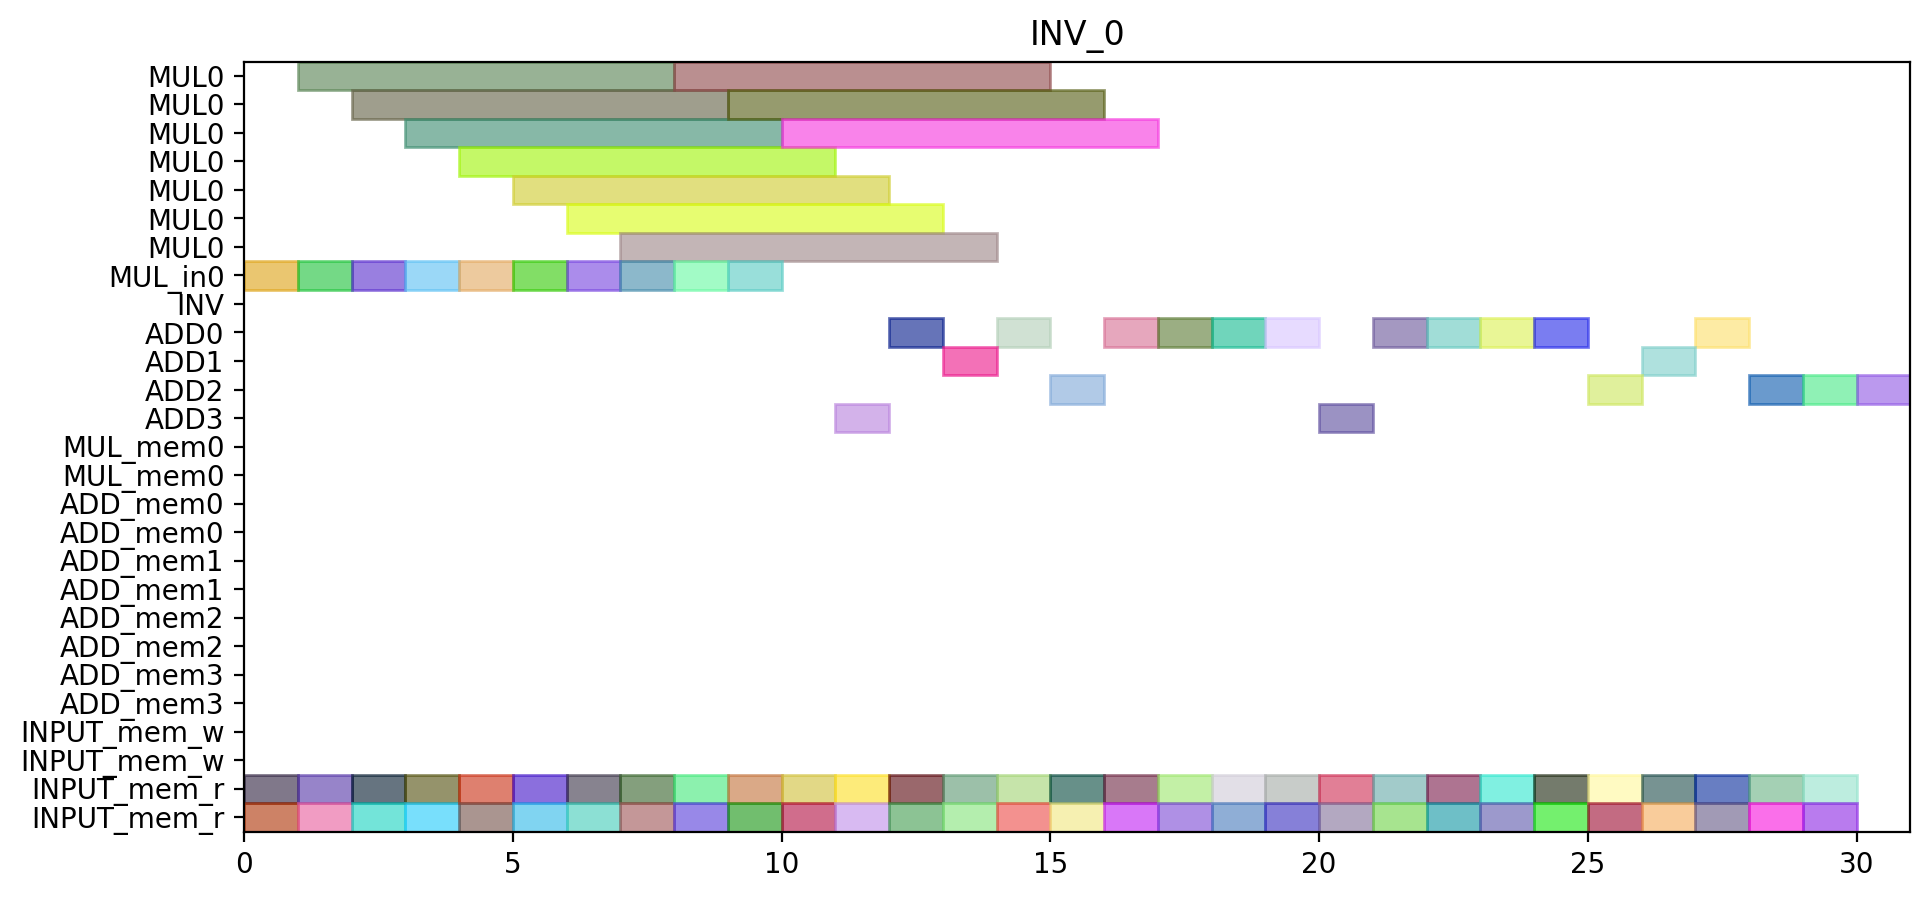 INV_0
MUL0
MUL0
MUL0
MUL0
MUL0
MUL0
MUL0
MUL_in0
INV
ADD0
ADD1
ADD2
ADD3
MUL_mem0
MUL_mem0
ADD_mem0
ADD_mem0
ADD_mem1
ADD_mem1
ADD_mem2
ADD_mem2
ADD_mem3
ADD_mem3
INPUT_mem_w
INPUT_mem_w
INPUT_mem_r
INPUT_mem_r
0 5 10 15 20 25 30